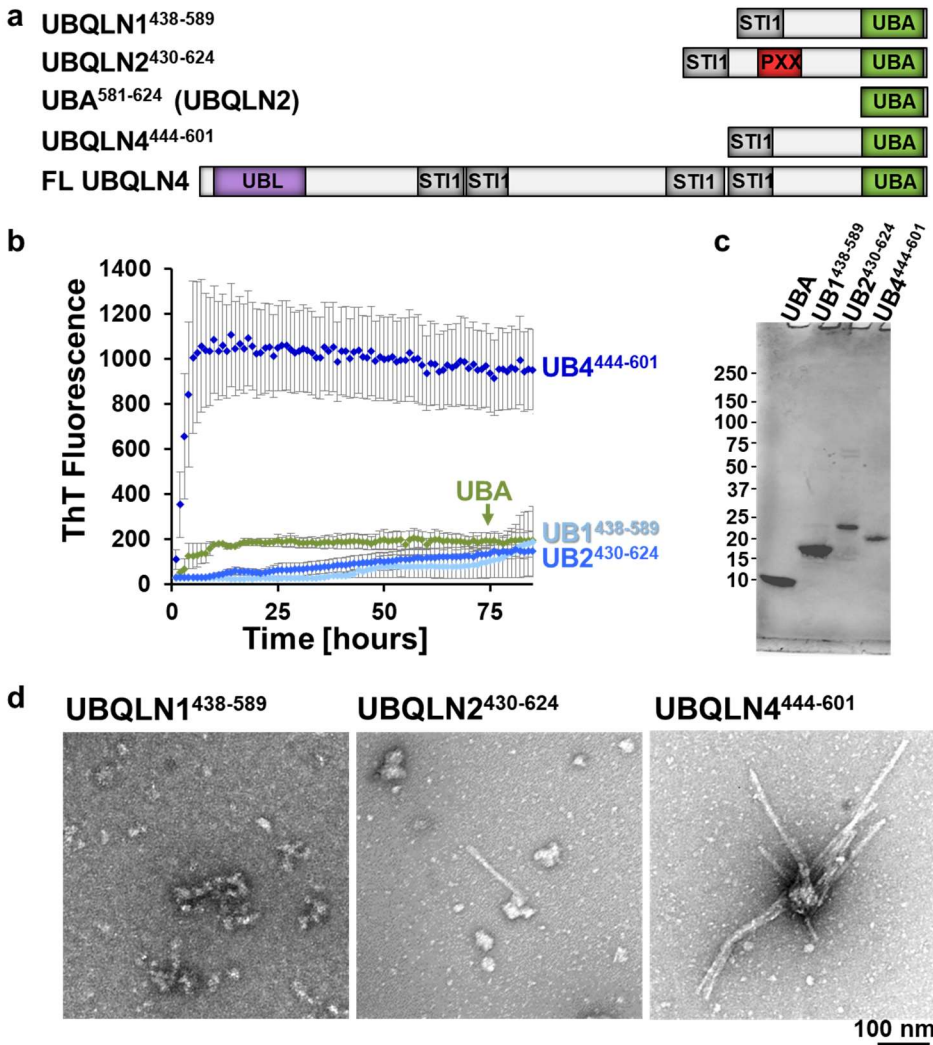 a
UBQLN1438-589
STI1 UBA
UBQLN2430-624
STI1 PXX UBA
UBA581-624 (UBQLN2)
UBA
UBQLN4444-601
STI1 UBA
FL UBQLN4
UBL STI1 STI1 STI1 STI1 UBA
b
ThT Fluorescence
1400
1200
1000
800
600
400
200
0
0 25 50 75
Time [hours]
UB4444-601
UBA
UB1438-589
UB2430-624
c
UBA
UB1438-589
UB2430-624
UB4444-601
250
150
100
75
50
37
25
20
15
10
d
UBQLN1438-589 UBQLN2430-624 UBQLN4444-601
100 nm